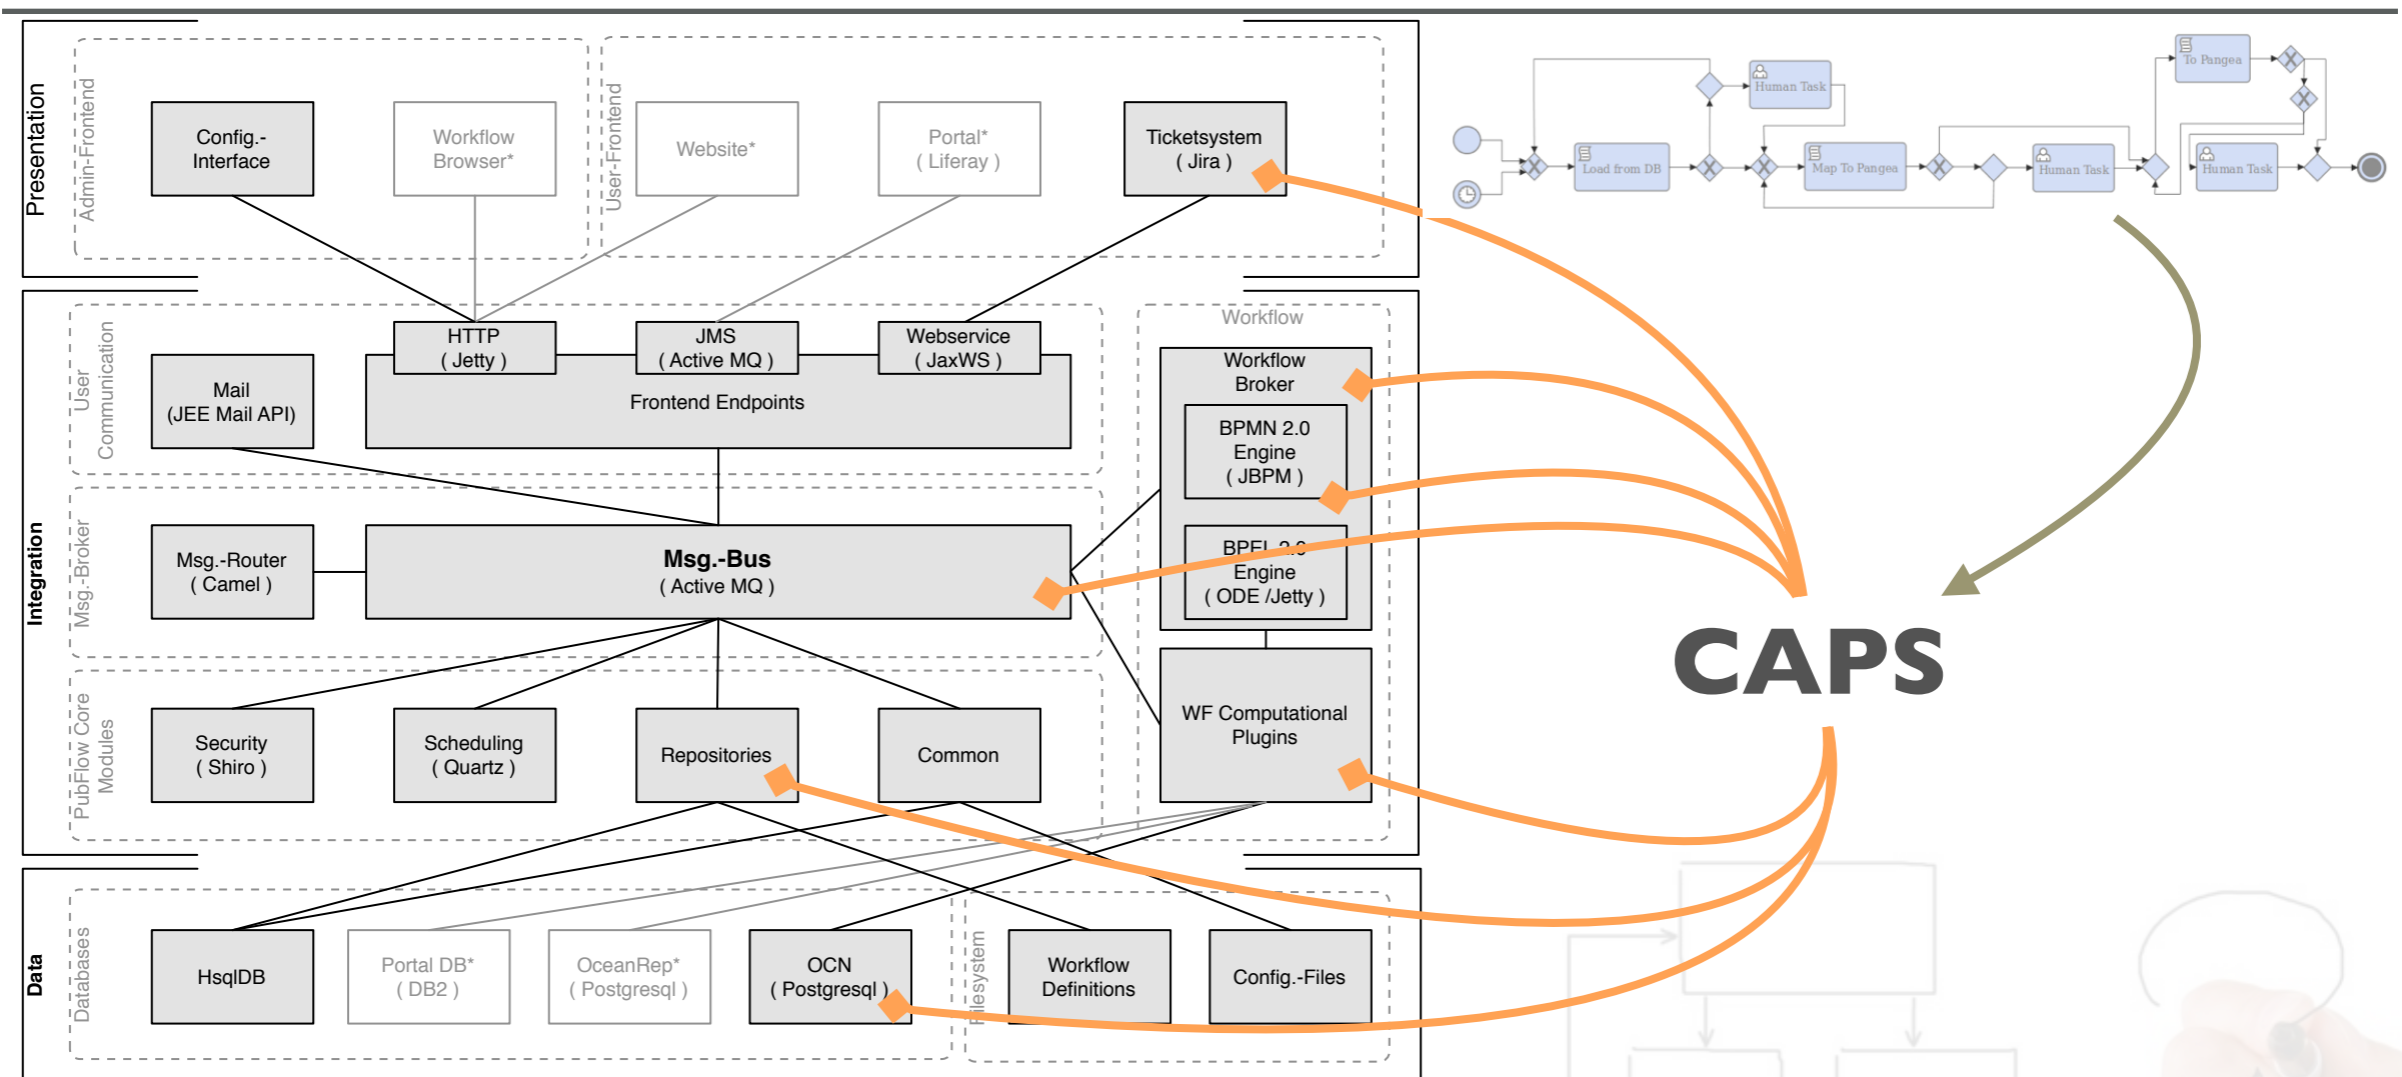 Presentation
Admin-Frontend
Config.-
Interface
Workflow
Browser*
User-Frontend
Website*
Portal*
( Liferay )
Ticketsystem
( Jira )
To Pangea
Human Task
Load from DB
Map To Pangea
Human Task
Human Task
Integration
User
Communication
Mail
(JEE Mail API)
HTTP
( Jetty )
JMS
( Active MQ )
Webservice
( JaxWS )
Frontend Endpoints
Workflow
Workflow
Broker
BPMN 2.0
Engine
( JBPM )
BPEL 2.0
Engine
( ODE /Jetty )
Msg.-Broker
Msg.-Router
( Camel )
Msg.-Bus
( Active MQ )
CAPS
PubFlow Core
Modules
Security
( Shiro )
Scheduling
( Quartz )
Repositories
Common
WF Computational
Plugins
Data
Databases
HsqlDB
Portal DB*
( DB2 )
OceanRep*
( Postgresql )
OCN
( Postgresql )
Filesystem
Workflow
Definitions
Config.-Files